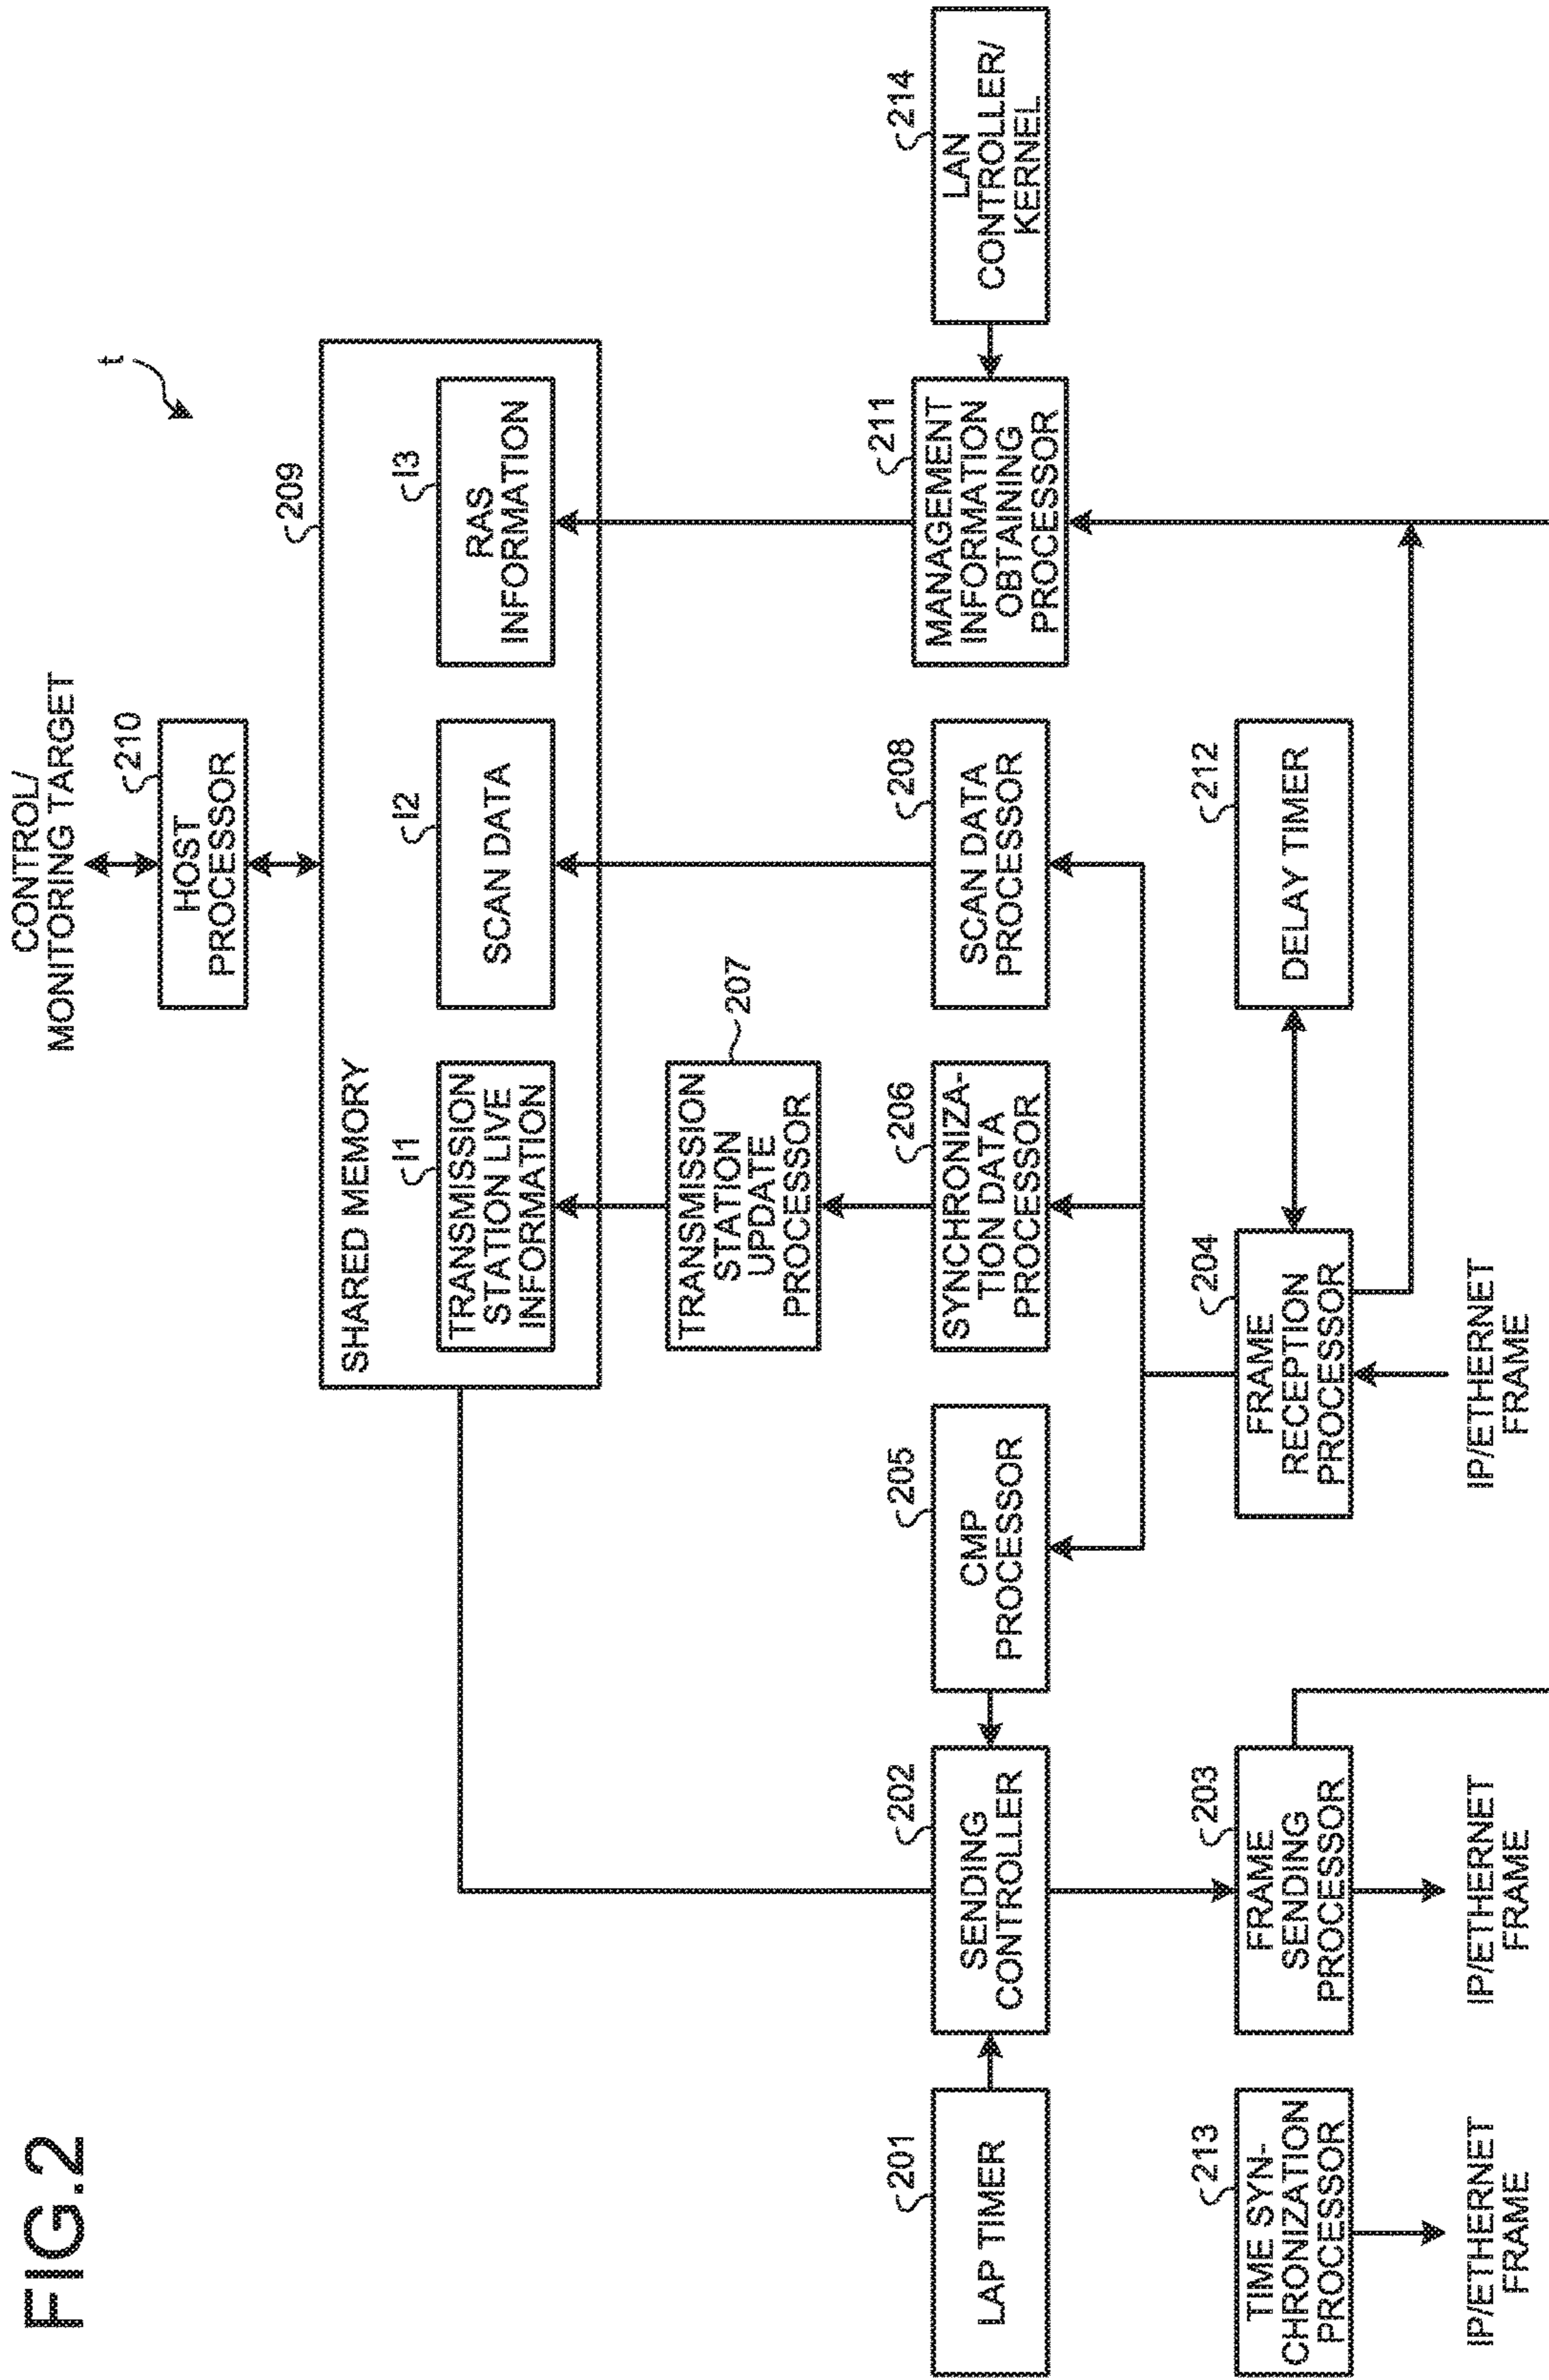 FIG.2
CONTROL/
MONITORING TARGET
210
HOST
PROCESSOR
t
209
SHARED MEMORY
I1
TRANSMISSION
STATION LIVE
INFORMATION
I2
SCAN DATA
I3
RAS
INFORMATION
207
TRANSMISSION
STATION
UPDATE
PROCESSOR
201
LAP TIMER
202
SENDING
CONTROLLER
205
CMP
PROCESSOR
206
SYNCHRONIZA-
TION DATA
PROCESSOR
208
SCAN DATA
PROCESSOR
211
MANAGEMENT
INFORMATION
OBTAINING
PROCESSOR
214
LAN
CONTROLLER/
KERNEL
213
TIME SYN-
CHRONIZATION
PROCESSOR
203
FRAME
SENDING
PROCESSOR
204
FRAME
RECEPTION
PROCESSOR
212
DELAY TIMER
IP/ETHERNET
FRAME
IP/ETHERNET
FRAME
IP/ETHERNET
FRAME